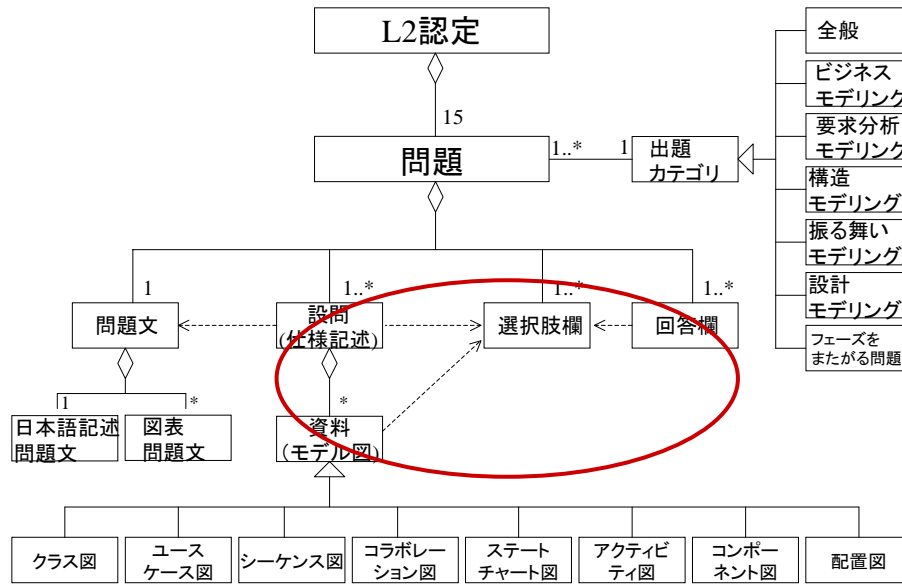 L2認定
15
問題
1..*
1
出題
カテゴリ
全般
ビジネス
モデリング
要求分析
モデリング
構造
モデリング
振る舞い
モデリング
設計
モデリング
フェーズを
またがる問題
1
1..*
1..*
1..*
問題文
設問
(仕様記述)
選択肢欄
回答欄
1
*
*
日本語記述
問題文
図表
問題文
資料
(モデル図)
クラス図
ユース
ケース図
シーケンス図
コラボレー
ション図
ステート
チャート図
アクティビ
ティ図
コンポー
ネント図
配置図